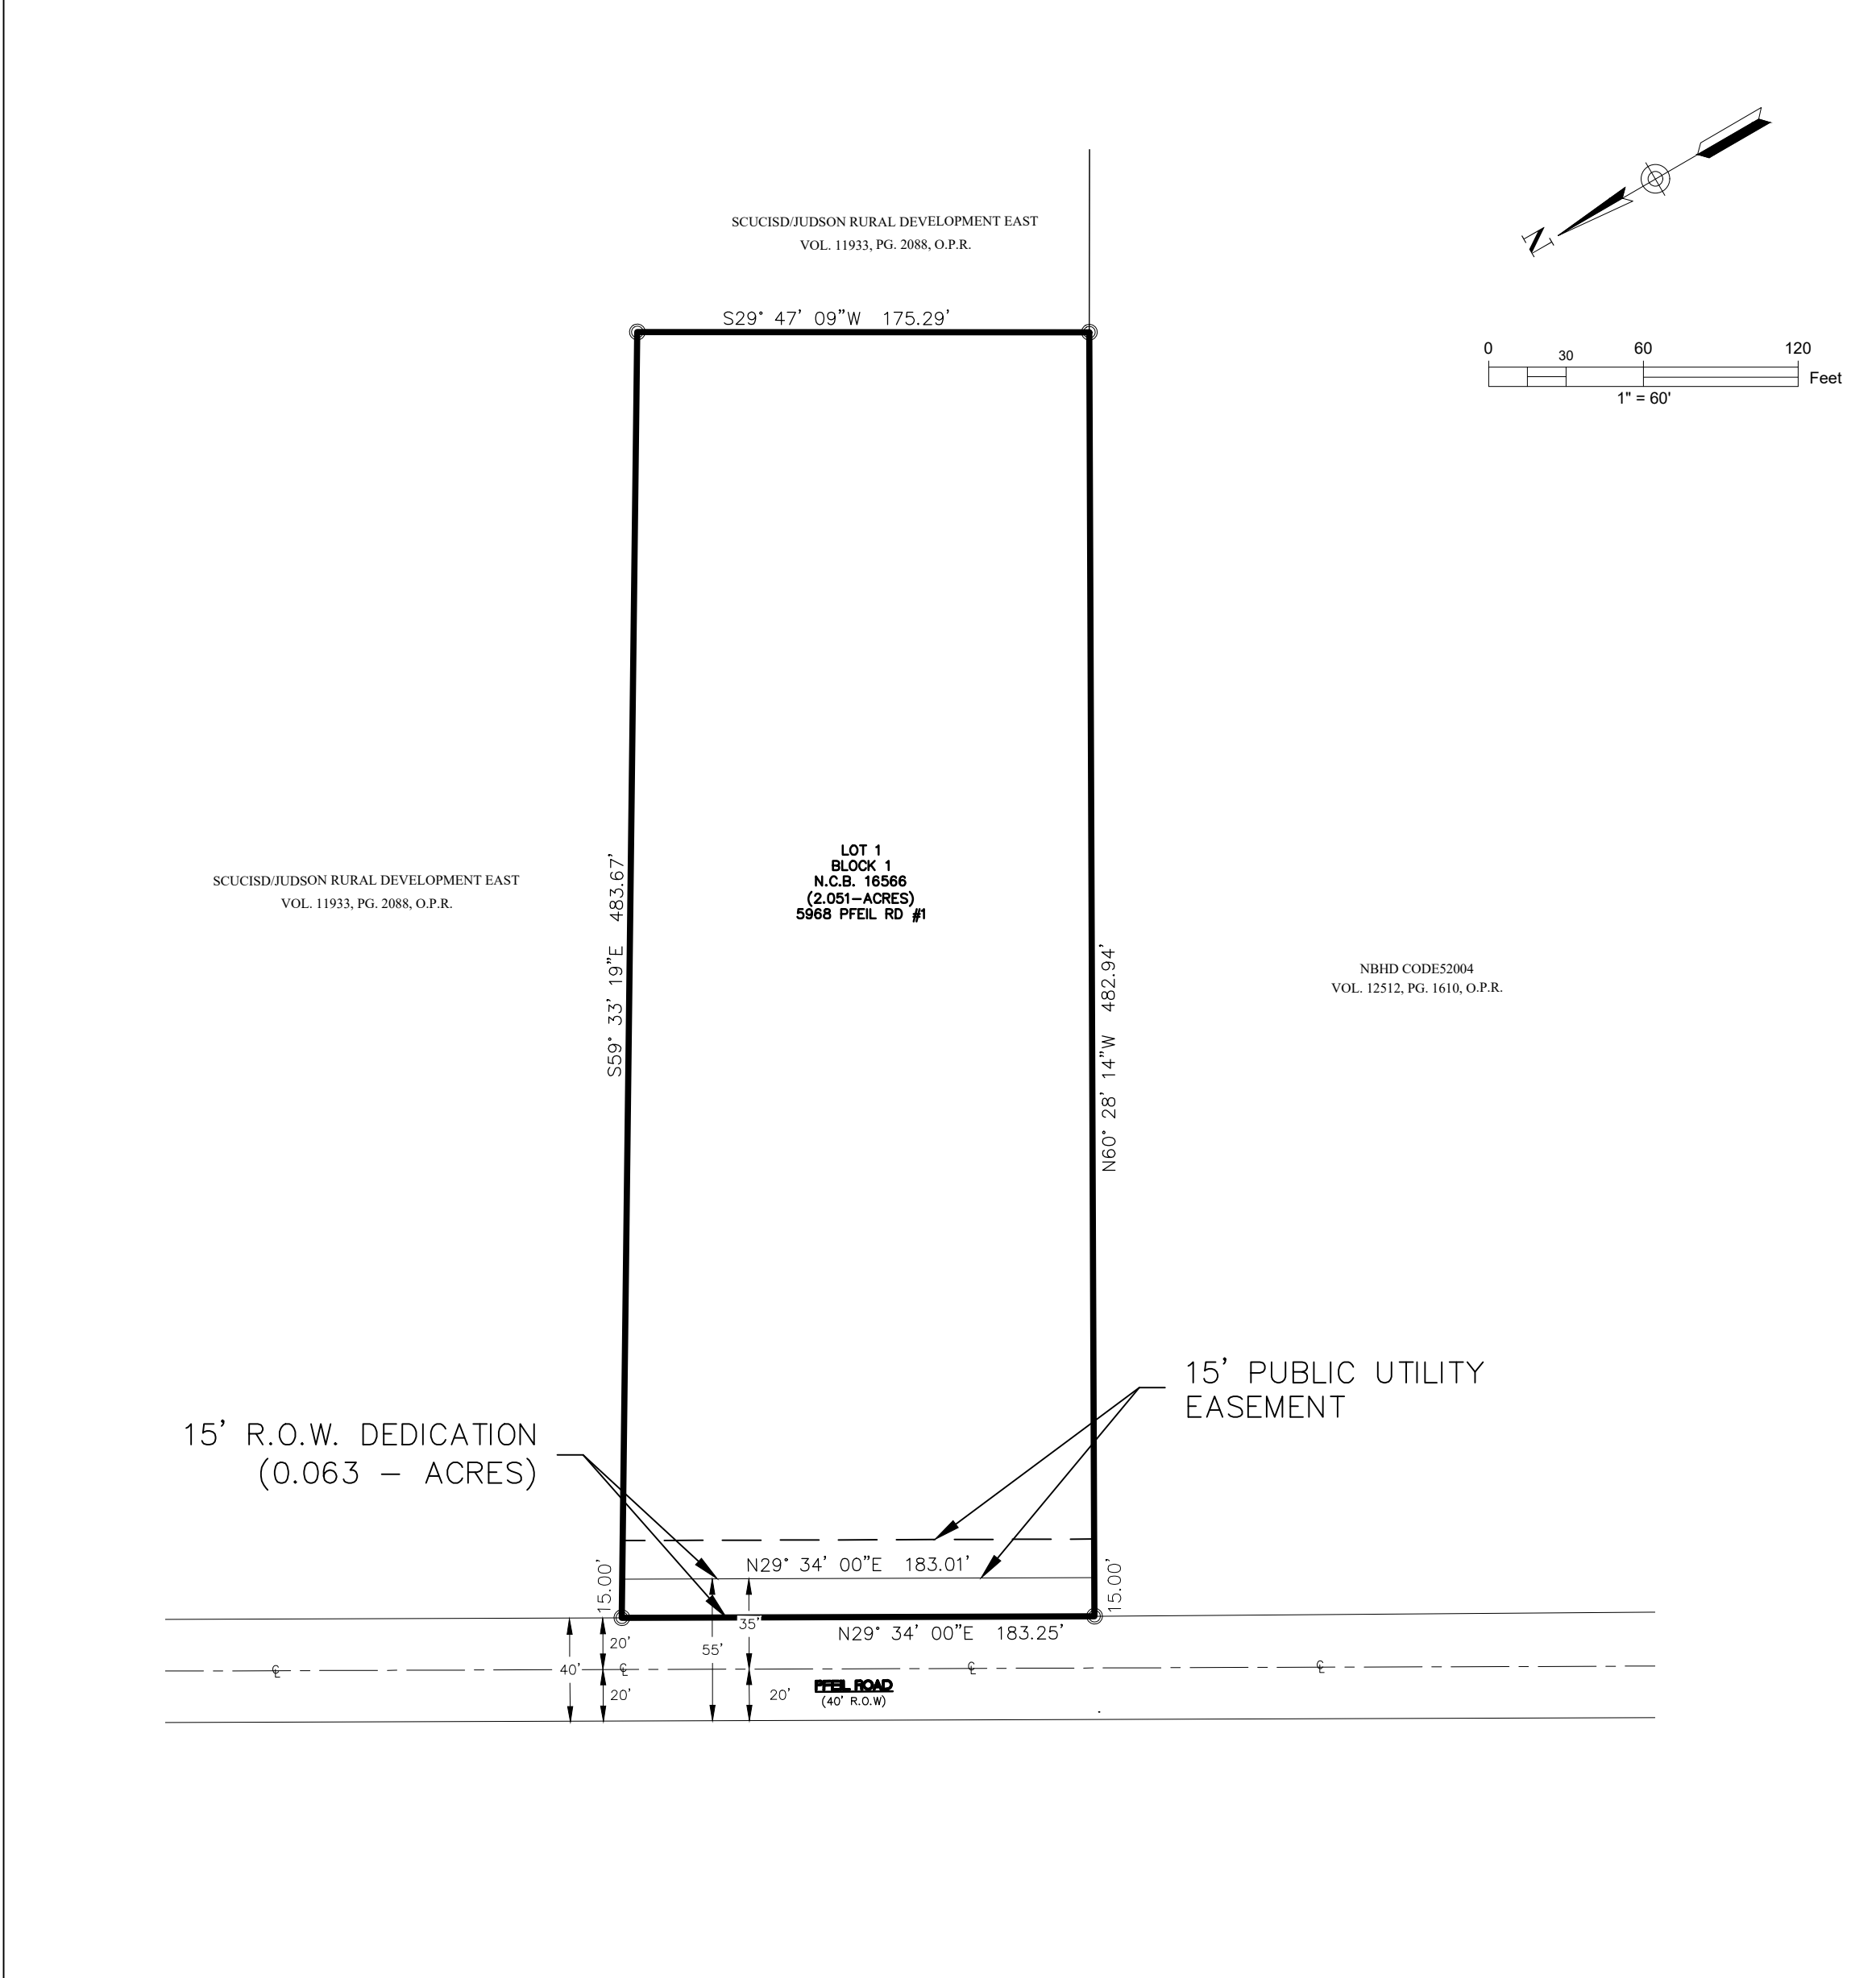 SCUCISD/JUDSON RURAL DEVELOPMENT EAST
VOL. 11933, PG. 2088, O.P.R.
N
S29° 47' 09"W 175.29'
0 30 60 120
Feet
1" = 60'
S59° 33' 19"E 483.67'
LOT 1
BLOCK 1
N.C.B. 16566
(2.051-ACRES)
5968 PFEIL RD #1
SCUCISD/JUDSON RURAL DEVELOPMENT EAST
VOL. 11933, PG. 2088, O.P.R.
N60° 28' 14"W 482.94'
NBHD CODE52004
VOL. 12512, PG. 1610, O.P.R.
15' PUBLIC UTILITY
EASEMENT
15' R.O.W. DEDICATION
(0.063 - ACRES)
N29° 34' 00"E 183.01'
15.00'
15.00'
35'
N29° 34' 00"E 183.25'
20'
55'
40'
℄ ℄ ℄ ℄
20'
20'
PFEIL ROAD
(40' R.O.W)